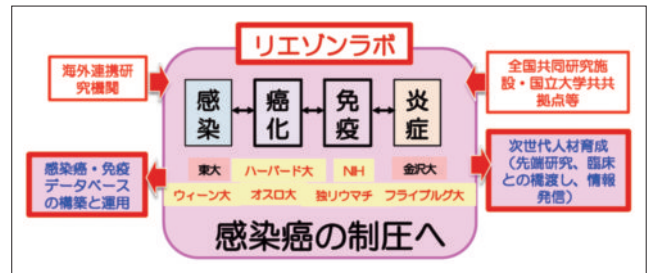 リエゾンラボ
海外連携研
究機関
全国共同研究施
設・国立大学共共
拠点等
感染
癌化
免疫
炎症
東大
ハーバード大
NIH
金沢大
ウィーン大
オスロ大
独リウマチ
フライブルグ大
感染癌・免疫
データベース
の構築と運用
次世代人材育成
(先端研究、臨床
との橋渡し、情報
発信)
感染癌の制圧へ